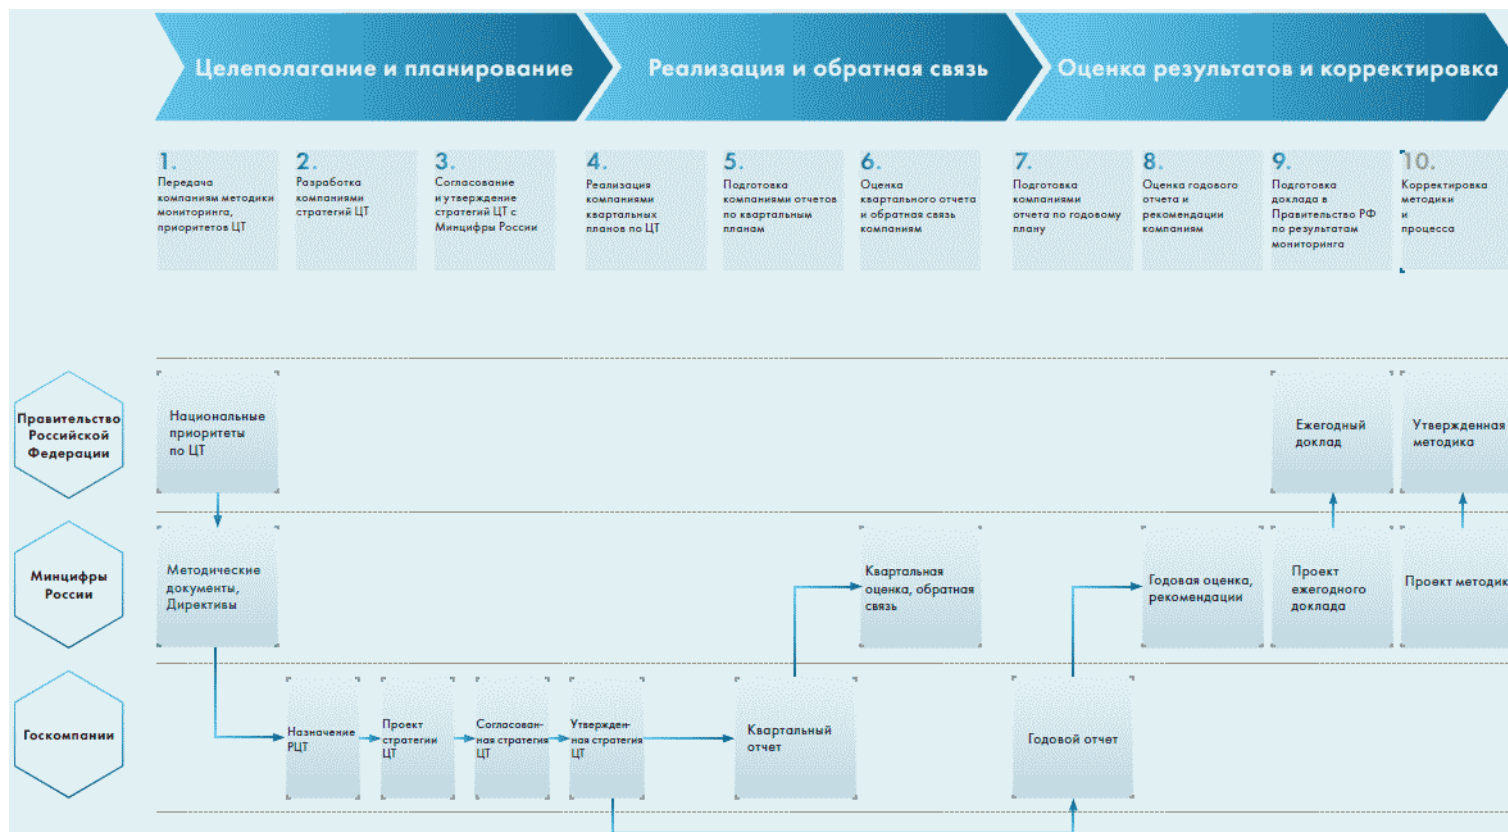 Целеполагание и планирование
Реализация и обратная связь
Оценка результатов и корректировка
1.
Передача
компаниям методики
мониторинга,
приоритетов ЦТ
2.
Разработка
компаниями
стратегий ЦТ
3.
Согласование
и утверждение
стратегий ЦТ с
Минцифры России
4.
Реализация
компаниями
квартальных
планов по ЦТ
5.
Подготовка
компаниями отчетов
по квартальным
планам
6.
Оценка
квартального отчета
и обратная связь
компаниям
7.
Подготовка
компаниями
отчета по годовому
плану
8.
Оценка годового
отчета и
рекомендации
компаниям
9.
Подготовка
доклада в
Правительство РФ
по результатам
мониторинга
10.
Корректировка
методики
и
процесса
Правительство
Российской
Федерации
Национальные
приоритеты
по ЦТ
Ежегодный
доклад
Утвержденная
методика
Минцифры
России
Методические
документы,
Директивы
Квартальная
оценка, обратная
связь
Годовая оценка,
рекомендации
Проект
ежегодного
доклада
Проект методик
Госкомпании
Назначение
РЦТ
Проект
стратегии
ЦТ
Согласован-
ная стратегия
ЦТ
Утвержден-
ная стратегия
ЦТ
Квартальный
отчет
Годовой отчет